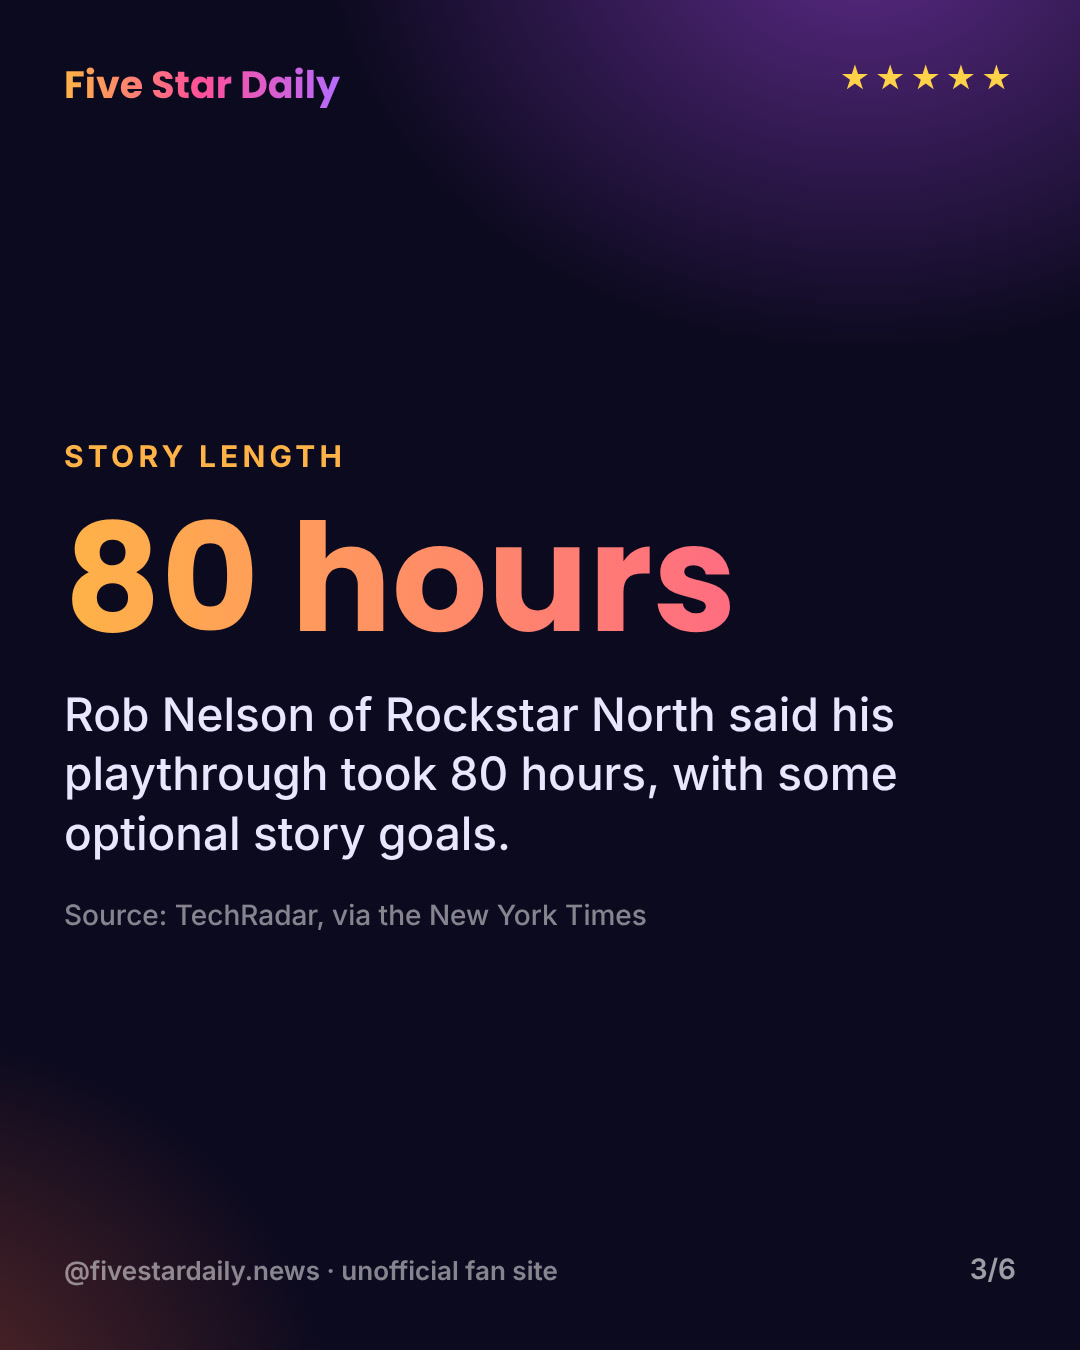 Five Star Daily
★★★★★
STORY LENGTH
80 hours
Rob Nelson of Rockstar North said his
playthrough took 80 hours, with some
optional story goals.
Source: TechRadar, via the New York Times
@fivestardaily.news · unofficial fan site
3/6